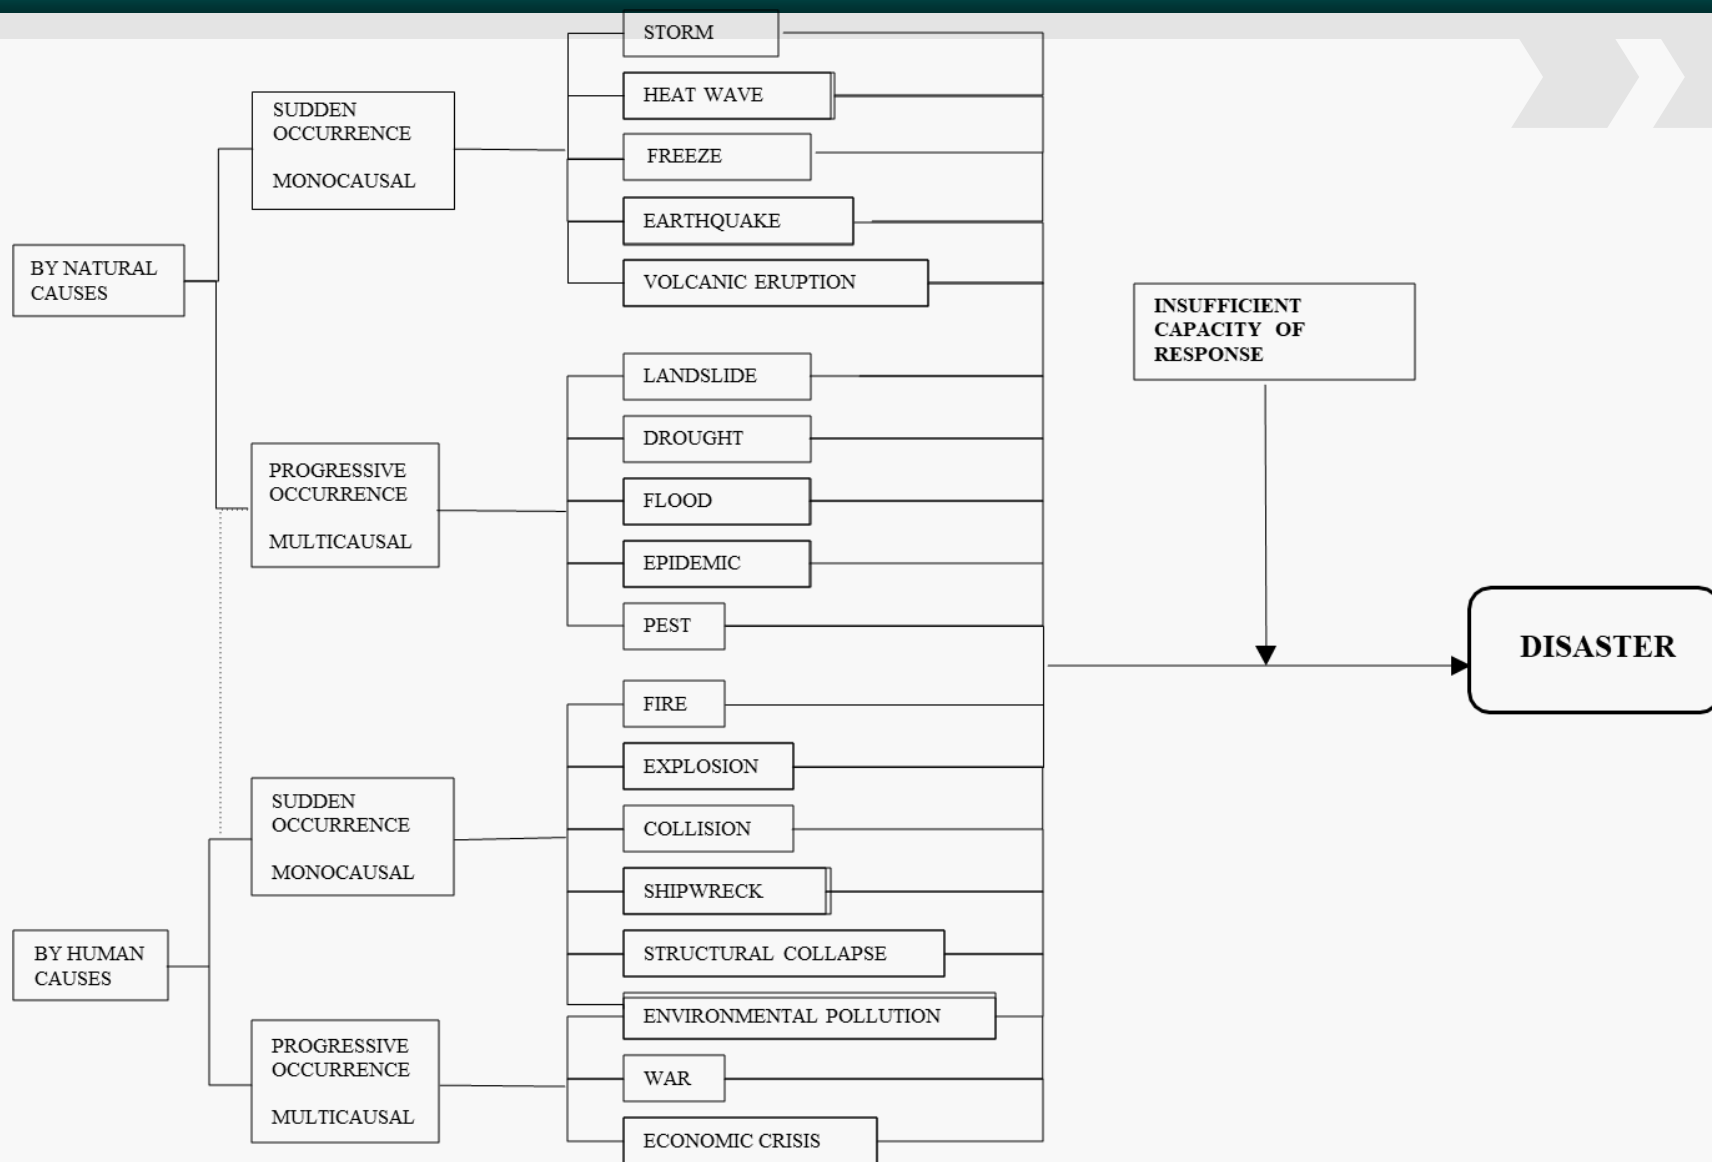 STORM
HEAT WAVE
SUDDEN
OCCURRENCE
MONOCAUSAL
FREEZE
EARTHQUAKE
BY NATURAL
CAUSES
VOLCANIC ERUPTION
INSUFFICIENT
CAPACITY OF
RESPONSE
LANDSLIDE
DROUGHT
PROGRESSIVE
OCCURRENCE
MULTICAUSAL
FLOOD
EPIDEMIC
PEST
DISASTER
FIRE
EXPLOSION
SUDDEN
OCCURRENCE
MONOCAUSAL
COLLISION
SHIPWRECK
BY HUMAN
CAUSES
STRUCTURAL COLLAPSE
ENVIRONMENTAL POLLUTION
PROGRESSIVE
OCCURRENCE
MULTICAUSAL
WAR
ECONOMIC CRISIS